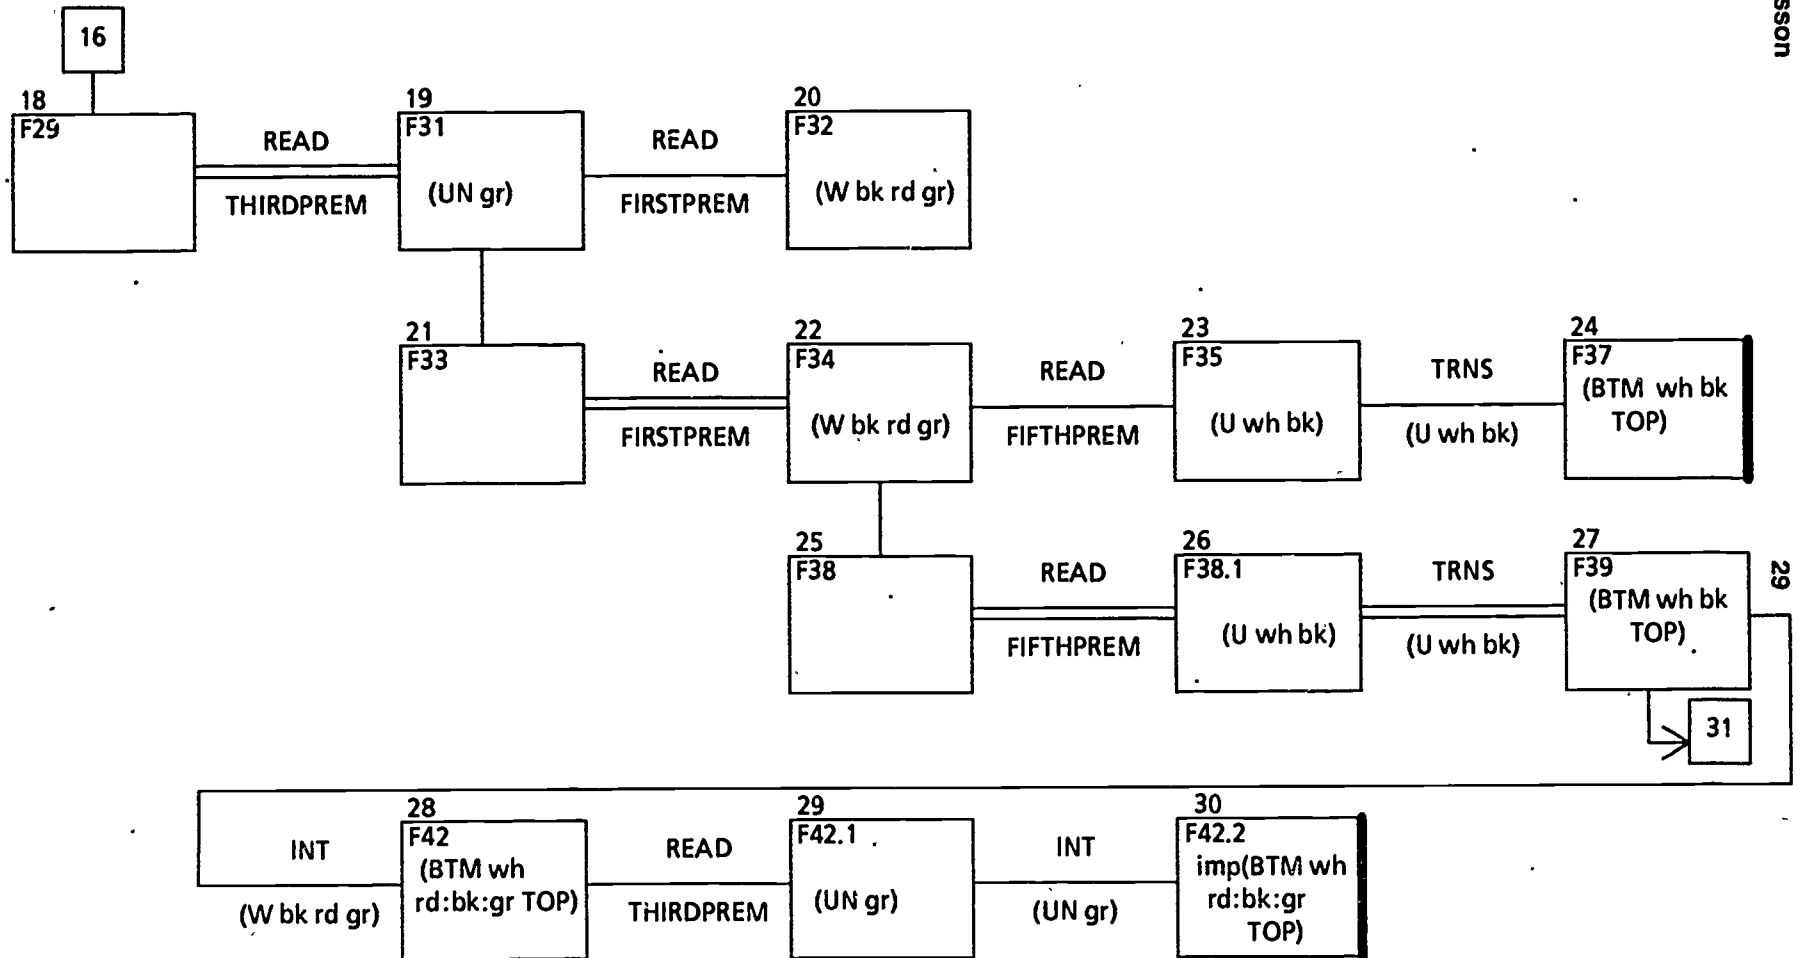 sson
16
18
F29
READ
THIRDPREM
19
F31
(UN gr)
READ
FIRSTPREM
20
F32
(W bk rd gr)
21
F33
READ
FIRSTPREM
22
F34
(W bk rd gr)
READ
FIFTHPREM
23
F35
(U wh bk)
TRNS
(U wh bk)
24
F37
(BTM wh bk
TOP)
25
F38
READ
FIFTHPREM
26
F38.1
(U wh bk)
TRNS
(U wh bk)
27
F39
(BTM wh bk
TOP)
29
31
INT
(W bk rd gr)
28
F42
(BTM wh
rd:bk:gr TOP)
READ
THIRDPREM
29
F42.1
(UN gr)
INT
(UN gr)
30
F42.2
imp(BTM wh
rd:bk:gr
TOP)